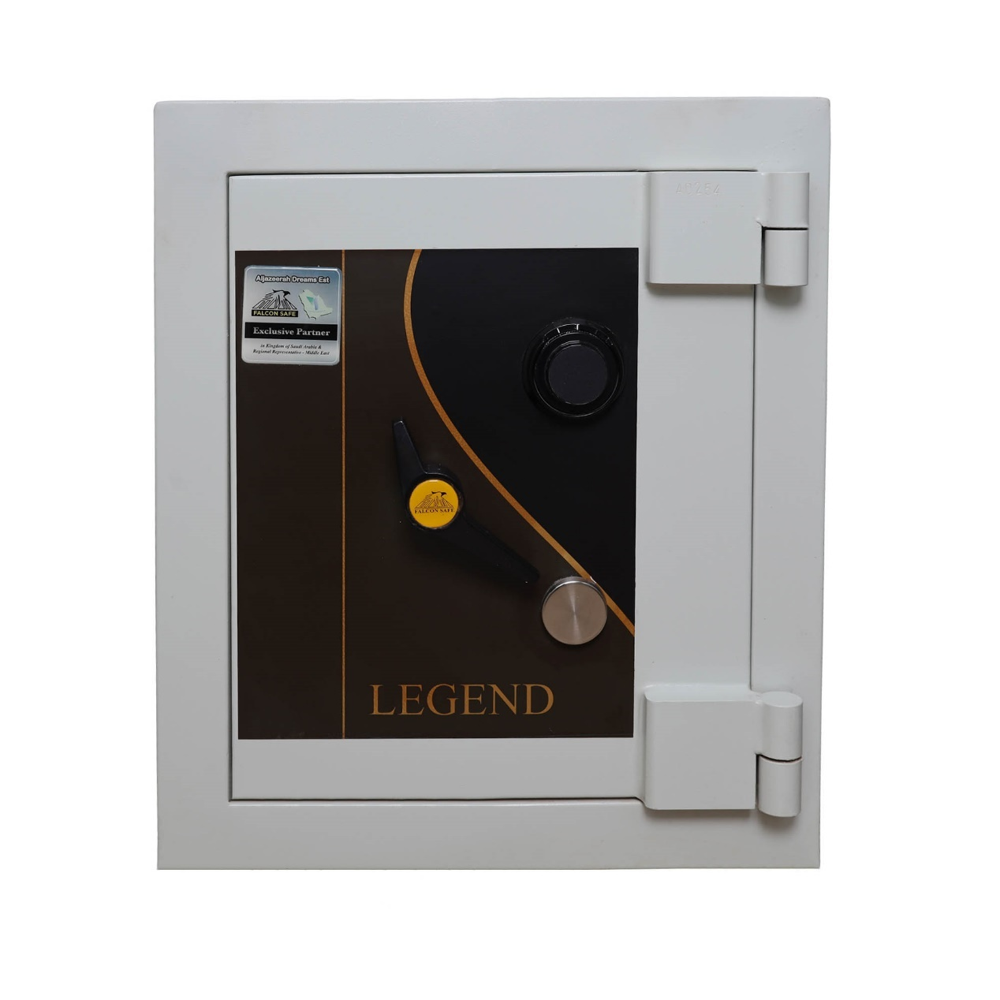 40254
Aljazeerah Dreams Est
FALCON SAFE
Exclusive Partner
in Kingdom of Saudi Arabia &
Regional Representative - Middle East
FALCON SAFE
LEGEND